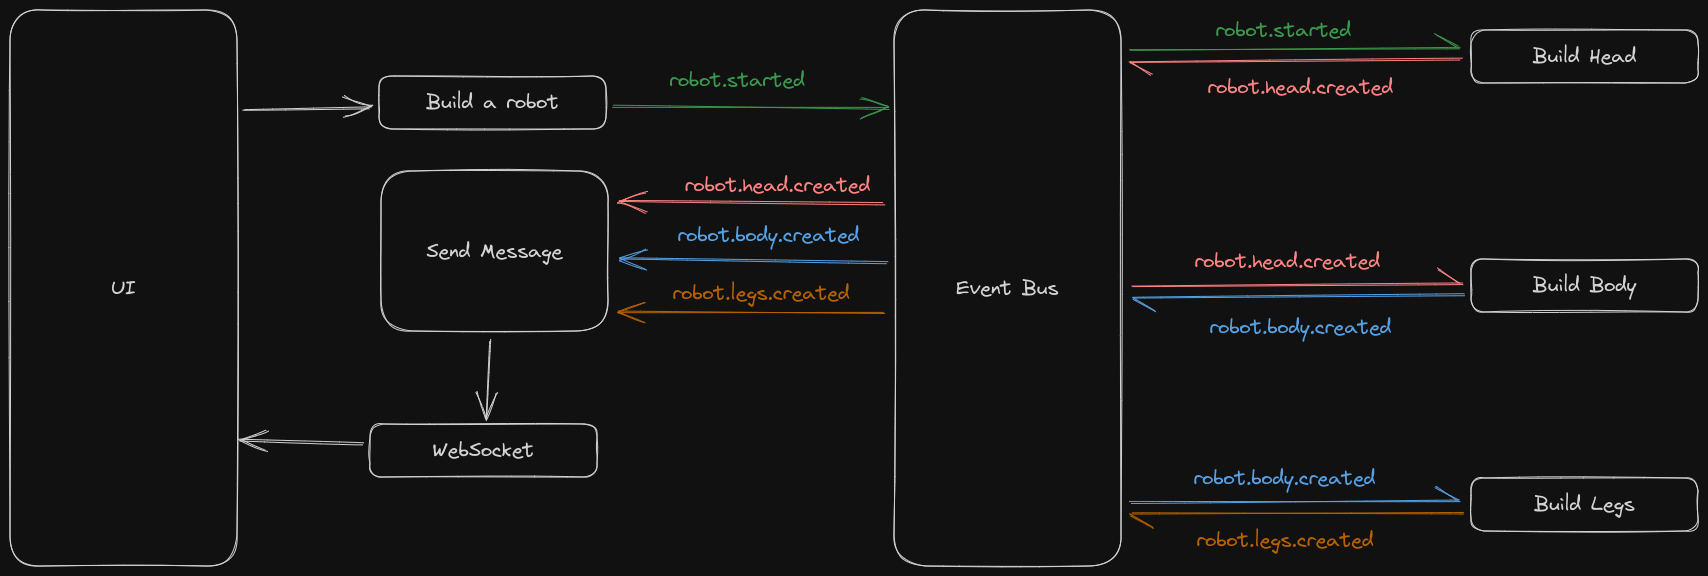 UI
Build a robot
robot.started
Send Message
robot.head.created
robot.body.created
robot.legs.created
WebSocket
Event Bus
robot.started
robot.head.created
Build Head
robot.head.created
robot.body.created
Build Body
robot.body.created
robot.legs.created
Build Legs